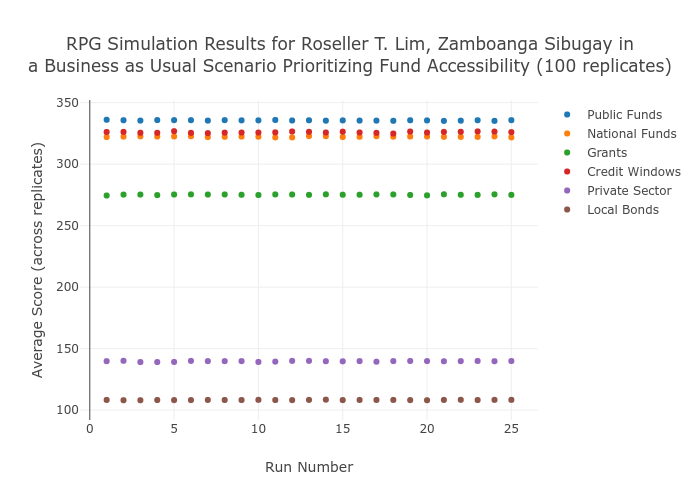 RPG Simulation Results for Roseller T. Lim, Zamboanga Sibugay in
a Business as Usual Scenario Prioritizing Fund Accessibility (100 replicates)
350
300
250
200
150
100
Average Score (across replicates)
0
5
10
15
20
25
Run Number
Public Funds
National Funds
Grants
Credit Windows
Private Sector
Local Bonds